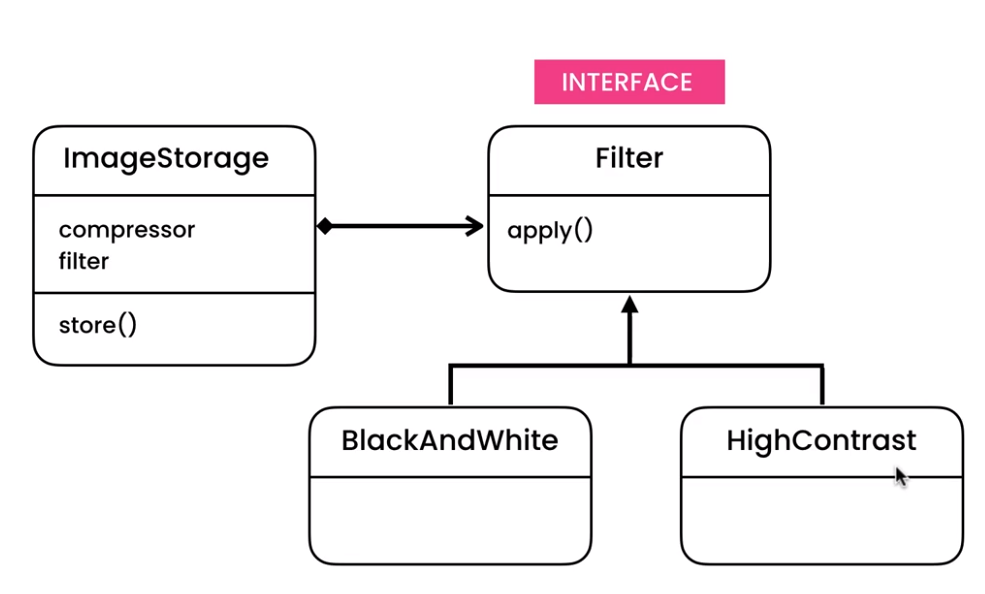 INTERFACE
ImageStorage
compressor
filter
store()
Filter
apply()
BlackAndWhite
HighContrast